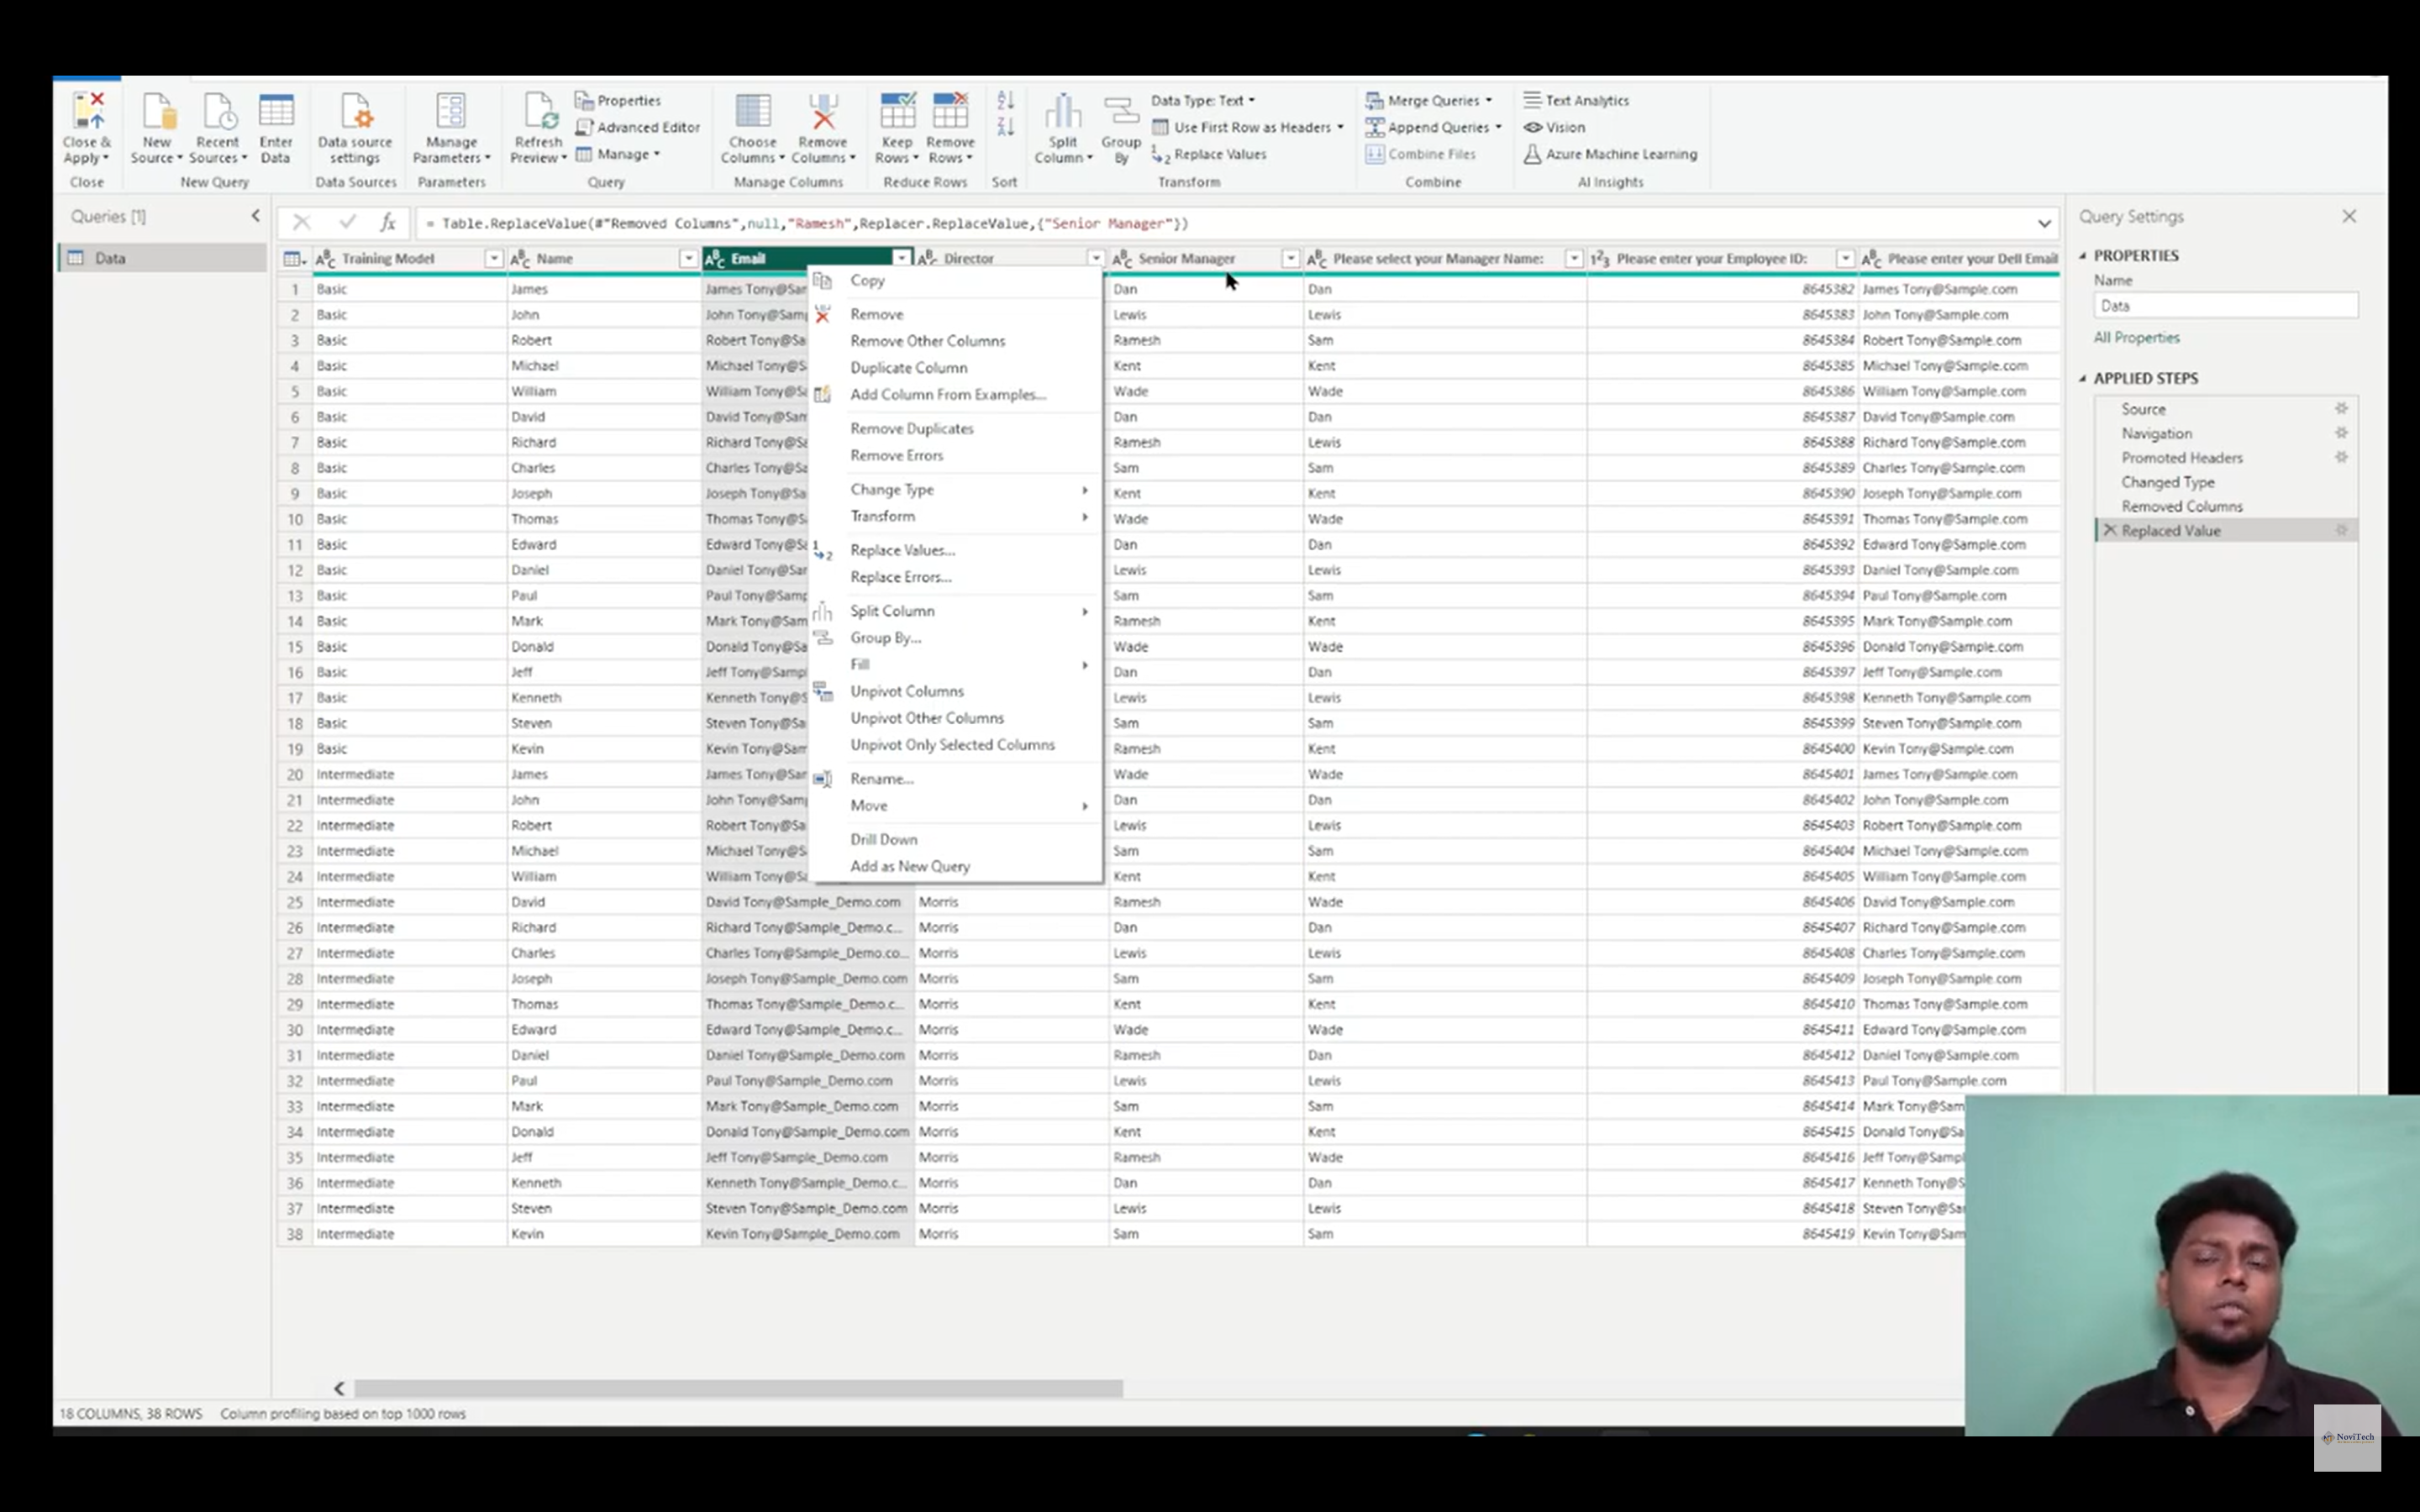 Close & Apply
New Source
Recent Sources
Enter Data
Data source settings
Manage Parameters
Refresh Preview
Properties
Advanced Editor
Manage
Choose Columns
Remove Columns
Keep Rows
Remove Rows
Split Column
Group By
Data Type: Text
Use First Row as Headers
Replace Values
Merge Queries
Append Queries
Combine Files
Text Analytics
Vision
Azure Machine Learning
Close
New Query
Data Sources
Parameters
Query
Manage Columns
Reduce Rows
Sort
Transform
Combine
AI Insights
Queries [1]
Data
fx = Table.ReplaceValue(#"Removed Columns",null,"Ramesh",Replacer.ReplaceValue,{"Senior Manager"})
Training Model Name Email Director Senior Manager Please select your Manager Name: Please enter your Employee ID: Please enter your Dell Email
1 Basic James James Tony@Sam Dan Dan 8645382 James Tony@Sample.com
2 Basic John John Tony@Sam Lewis Lewis 8645383 John Tony@Sample.com
3 Basic Robert Robert Tony@Sa Ramesh Sam 8645384 Robert Tony@Sample.com
4 Basic Michael Michael Tony@S Kent Kent 8645385 Michael Tony@Sample.com
5 Basic William William Tony@Sa Wade Wade 8645386 William Tony@Sample.com
6 Basic David David Tony@Sam Dan Dan 8645387 David Tony@Sample.com
7 Basic Richard Richard Tony@Sa Ramesh Lewis 8645388 Richard Tony@Sample.com
8 Basic Charles Charles Tony@Sa Sam Sam 8645389 Charles Tony@Sample.com
9 Basic Joseph Joseph Tony@Sa Kent Kent 8645390 Joseph Tony@Sample.com
10 Basic Thomas Thomas Tony@S Wade Wade 8645391 Thomas Tony@Sample.com
11 Basic Edward Edward Tony@Sa Dan Dan 8645392 Edward Tony@Sample.com
12 Basic Daniel Daniel Tony@Sam Lewis Lewis 8645393 Daniel Tony@Sample.com
13 Basic Paul Paul Tony@Samp Sam Sam 8645394 Paul Tony@Sample.com
14 Basic Mark Mark Tony@Sam Ramesh Kent 8645395 Mark Tony@Sample.com
15 Basic Donald Donald Tony@Sa Wade Wade 8645396 Donald Tony@Sample.com
16 Basic Jeff Jeff Tony@Samp Dan Dan 8645397 Jeff Tony@Sample.com
17 Basic Kenneth Kenneth Tony@S Lewis Lewis 8645398 Kenneth Tony@Sample.com
18 Basic Steven Steven Tony@Sa Sam Sam 8645399 Steven Tony@Sample.com
19 Basic Kevin Kevin Tony@Sam Ramesh Kent 8645400 Kevin Tony@Sample.com
20 Intermediate James James Tony@Sam Wade Wade 8645401 James Tony@Sample.com
21 Intermediate John John Tony@Sam Dan Dan 8645402 John Tony@Sample.com
22 Intermediate Robert Robert Tony@Sa Lewis Lewis 8645403 Robert Tony@Sample.com
23 Intermediate Michael Michael Tony@S Sam Sam 8645404 Michael Tony@Sample.com
24 Intermediate William William Tony@Sa Kent Kent 8645405 William Tony@Sample.com
25 Intermediate David David Tony@Sample_Demo.com Morris Ramesh Wade 8645406 David Tony@Sample.com
26 Intermediate Richard Richard Tony@Sample_Demo.c... Morris Dan Dan 8645407 Richard Tony@Sample.com
27 Intermediate Charles Charles Tony@Sample_Demo.co... Morris Lewis Lewis 8645408 Charles Tony@Sample.com
28 Intermediate Joseph Joseph Tony@Sample_Demo.com Morris Sam Sam 8645409 Joseph Tony@Sample.com
29 Intermediate Thomas Thomas Tony@Sample_Demo.c... Morris Kent Kent 8645410 Thomas Tony@Sample.com
30 Intermediate Edward Edward Tony@Sample_Demo.c... Morris Wade Wade 8645411 Edward Tony@Sample.com
31 Intermediate Daniel Daniel Tony@Sample_Demo.com Morris Ramesh Dan 8645412 Daniel Tony@Sample.com
32 Intermediate Paul Paul Tony@Sample_Demo.com Morris Lewis Lewis 8645413 Paul Tony@Sample.com
33 Intermediate Mark Mark Tony@Sample_Demo.com Morris Sam Sam 8645414 Mark Tony@Sam
34 Intermediate Donald Donald Tony@Sample_Demo.com Morris Kent Kent 8645415 Donald Tony@Sa
35 Intermediate Jeff Jeff Tony@Sample_Demo.com Morris Ramesh Wade 8645416 Jeff Tony@Samp
36 Intermediate Kenneth Kenneth Tony@Sample_Demo.c... Morris Dan Dan 8645417 Kenneth Tony@S
37 Intermediate Steven Steven Tony@Sample_Demo.com Morris Lewis Lewis 8645418 Steven Tony@Sa
38 Intermediate Kevin Kevin Tony@Sample_Demo.com Morris Sam Sam 8645419 Kevin Tony@Sam
Copy
Remove
Remove Other Columns
Duplicate Column
Add Column From Examples...
Remove Duplicates
Remove Errors
Change Type
Transform
Replace Values...
Replace Errors...
Split Column
Group By...
Fill
Unpivot Columns
Unpivot Other Columns
Unpivot Only Selected Columns
Rename...
Move
Drill Down
Add as New Query
Query Settings
PROPERTIES
Name
Data
All Properties
APPLIED STEPS
Source
Navigation
Promoted Headers
Changed Type
Removed Columns
Replaced Value
18 COLUMNS, 38 ROWS Column profiling based on top 1000 rows
NoviTech